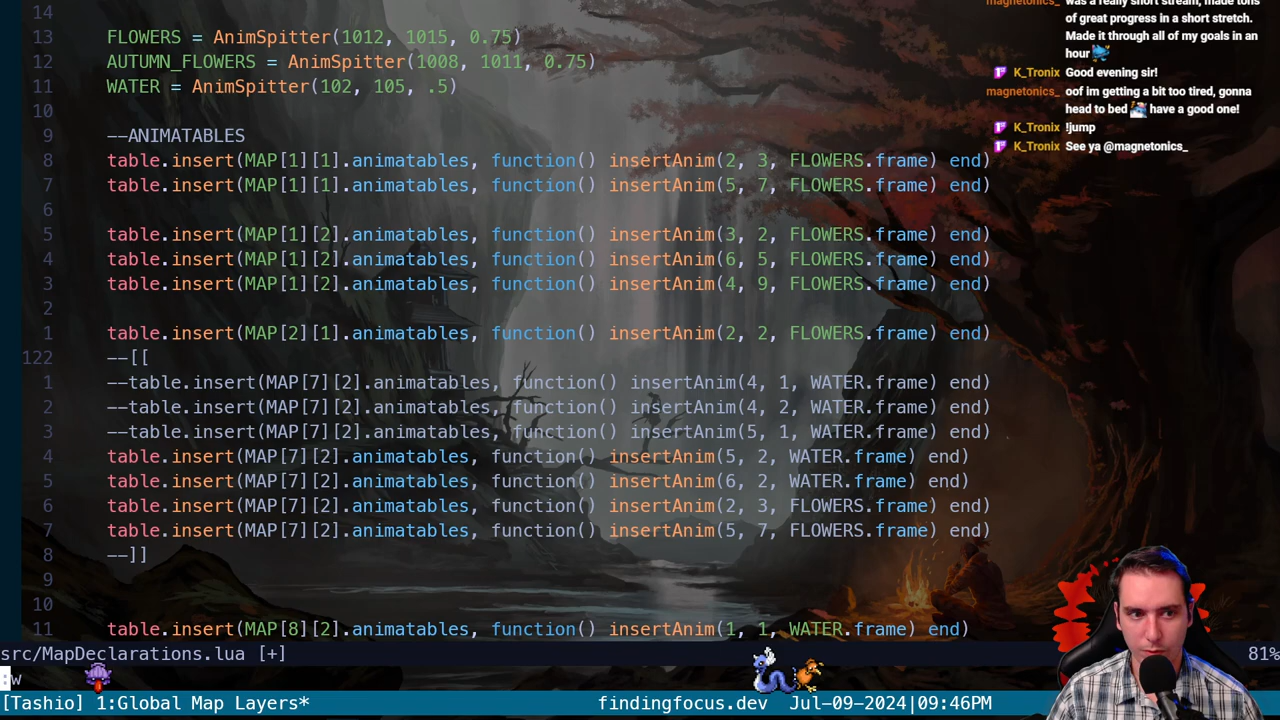 was a really short stream, made tons
of great progress in a short stretch.
Made it through all of my goals in an
hour
K_Tronix Good evening sir!
magnetonics_ oof im getting a bit too tired, gonna
head to bed have a good one!
K_Tronix !jump
K_Tronix See ya @magnetonics_
14
13 FLOWERS = AnimSpitter(1012, 1015, 0.75)
12 AUTUMN_FLOWERS = AnimSpitter(1008, 1011, 0.75)
11 WATER = AnimSpitter(102, 105, .5)
10
9 --ANIMATABLES
8 table.insert(MAP[1][1].animatables, function() insertAnim(2, 3, FLOWERS.frame) end)
7 table.insert(MAP[1][1].animatables, function() insertAnim(5, 7, FLOWERS.frame) end)
6
5 table.insert(MAP[1][2].animatables, function() insertAnim(3, 2, FLOWERS.frame) end)
4 table.insert(MAP[1][2].animatables, function() insertAnim(6, 5, FLOWERS.frame) end)
3 table.insert(MAP[1][2].animatables, function() insertAnim(4, 9, FLOWERS.frame) end)
2
1 table.insert(MAP[2][1].animatables, function() insertAnim(2, 2, FLOWERS.frame) end)
122 --[[
1 --table.insert(MAP[7][2].animatables, function() insertAnim(4, 1, WATER.frame) end)
2 --table.insert(MAP[7][2].animatables, function() insertAnim(4, 2, WATER.frame) end)
3 --table.insert(MAP[7][2].animatables, function() insertAnim(5, 1, WATER.frame) end)
4 table.insert(MAP[7][2].animatables, function() insertAnim(5, 2, WATER.frame) end)
5 table.insert(MAP[7][2].animatables, function() insertAnim(6, 2, WATER.frame) end)
6 table.insert(MAP[7][2].animatables, function() insertAnim(2, 3, FLOWERS.frame) end)
7 table.insert(MAP[7][2].animatables, function() insertAnim(5, 7, FLOWERS.frame) end)
8 --]]
9
10
11 table.insert(MAP[8][2].animatables, function() insertAnim(1, 1, WATER.frame) end)
src/MapDeclarations.lua [+] 81%
:w
[Tashio] 1:Global Map Layers* findingfocus.dev Jul-09-2024|09:46PM